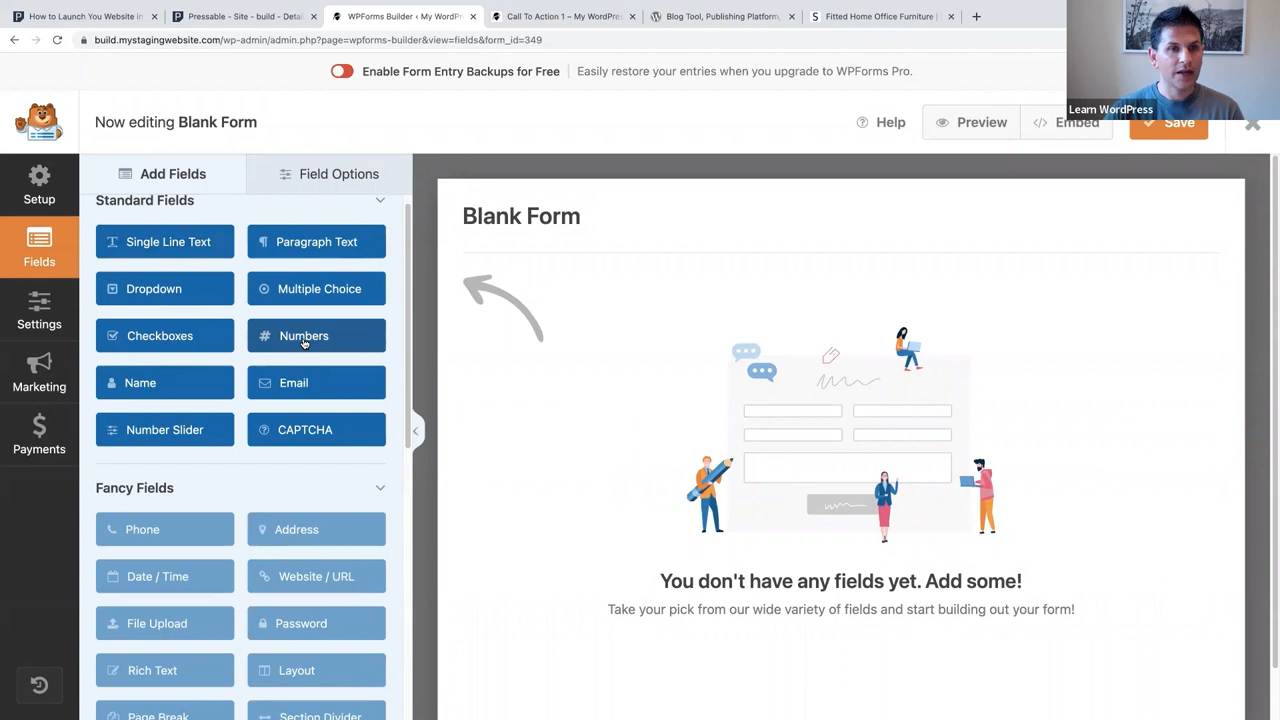 How to Launch You Website In
Pressable - Site - build - Detai
WPForms Builder ‹ My WordPr
Call To Action 1 – My WordPres
Blog Tool, Publishing Platform,
Fitted Home Office Furniture |
build.mystagingwebsite.com/wp-admin/admin.php?page=wpforms-builder&view=fields&form_id=349
Enable Form Entry Backups for Free
Easily restore your entries when you upgrade to WPForms Pro.
Learn WordPress
Now editing Blank Form
Help
Preview
Embed
Save
Setup
Fields
Settings
Marketing
Payments
Add Fields
Field Options
Standard Fields
Single Line Text
Paragraph Text
Dropdown
Multiple Choice
Checkboxes
Numbers
Name
Email
Number Slider
CAPTCHA
Fancy Fields
Phone
Address
Date / Time
Website / URL
File Upload
Password
Rich Text
Layout
Page Break
Section Divider
Blank Form
You don't have any fields yet. Add some!
Take your pick from our wide variety of fields and start building out your form!